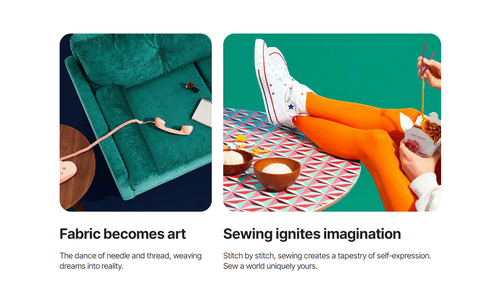 Fabric becomes art
The dance of needle and thread, weaving
dreams into reality.
Sewing ignites imagination
Stitch by stitch, sewing creates a tapestry of self-expression.
Sew a world uniquely yours.